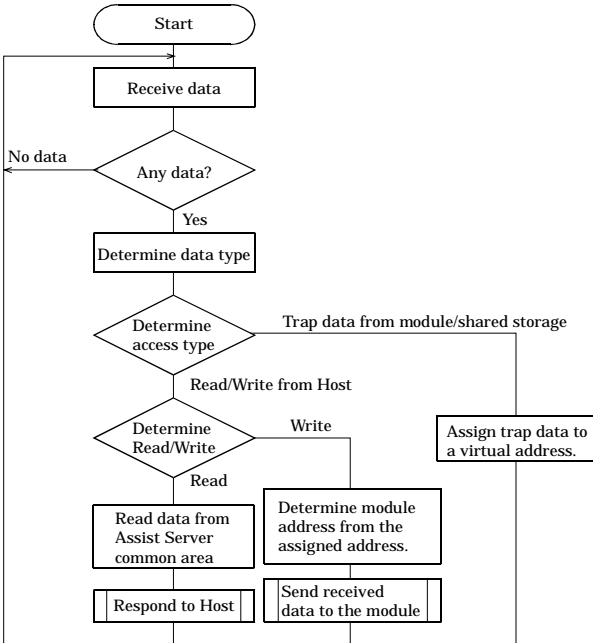 Start
Receive data
No data
Any data?
Yes
Determine data type
Determine
access type
Trap data from module/shared storage
Read/Write from Host
Determine
Read/Write
Write
Assign trap data to
a virtual address.
Read
Read data from
Assist Server
common area
Determine module
address from the
assigned address.
Respond to Host
Send received
data to the module